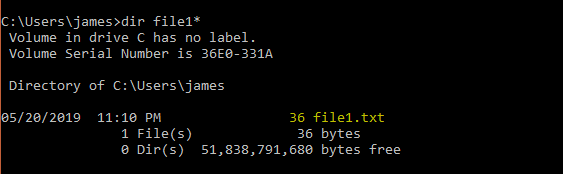 C:\Users\james>dir file1*
Volume in drive C has no label.
Volume Serial Number is 36E0-331A
Directory of C:\Users\james
05/20/2019  11:10 PM                36 file1.txt
1 File(s)             36 bytes
0 Dir(s)  51,838,791,680 bytes free